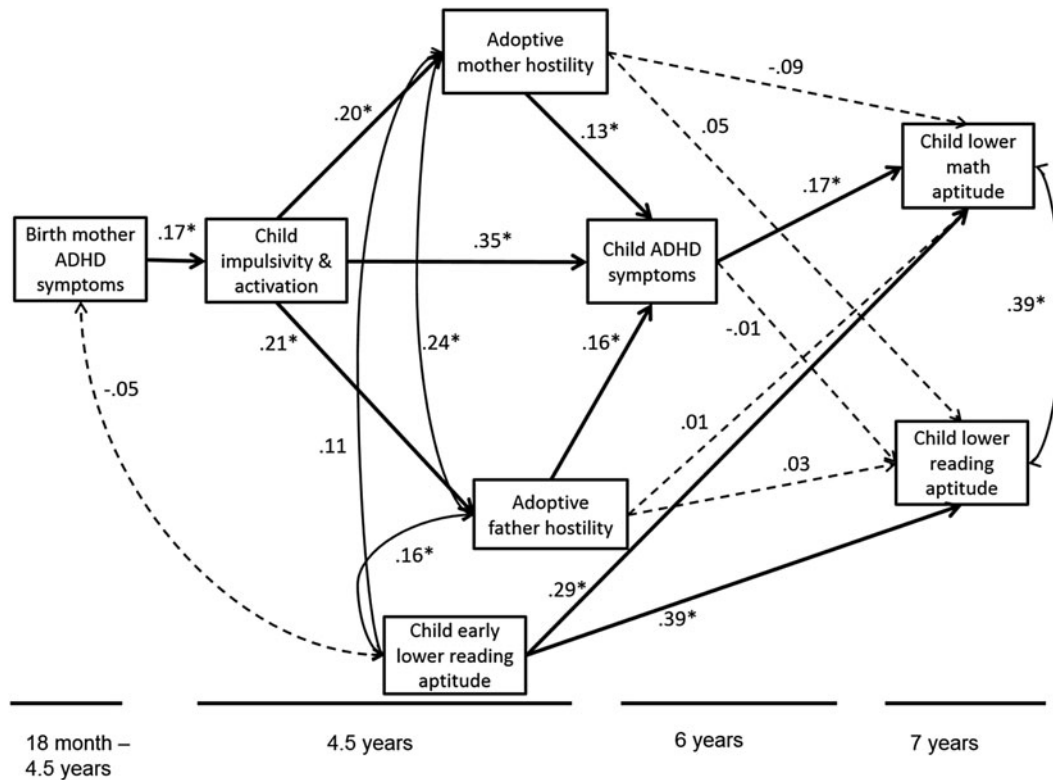 Adoptive
mother hostility
-.09
.20*
.05
.13*
Child lower
math
aptitude
.17*
Birth mother
ADHD
symptoms
.17*
Child
impulsivity &
activation
.35*
Child ADHD
symptoms
.39*
.21*
.24*
.16*
-.01
-.05
.11
.01
Child lower
reading
aptitude
.03
Adoptive
father hostility
.16*
.29*
.39*
Child early
lower reading
aptitude
18 month –
4.5 years
4.5 years
6 years
7 years